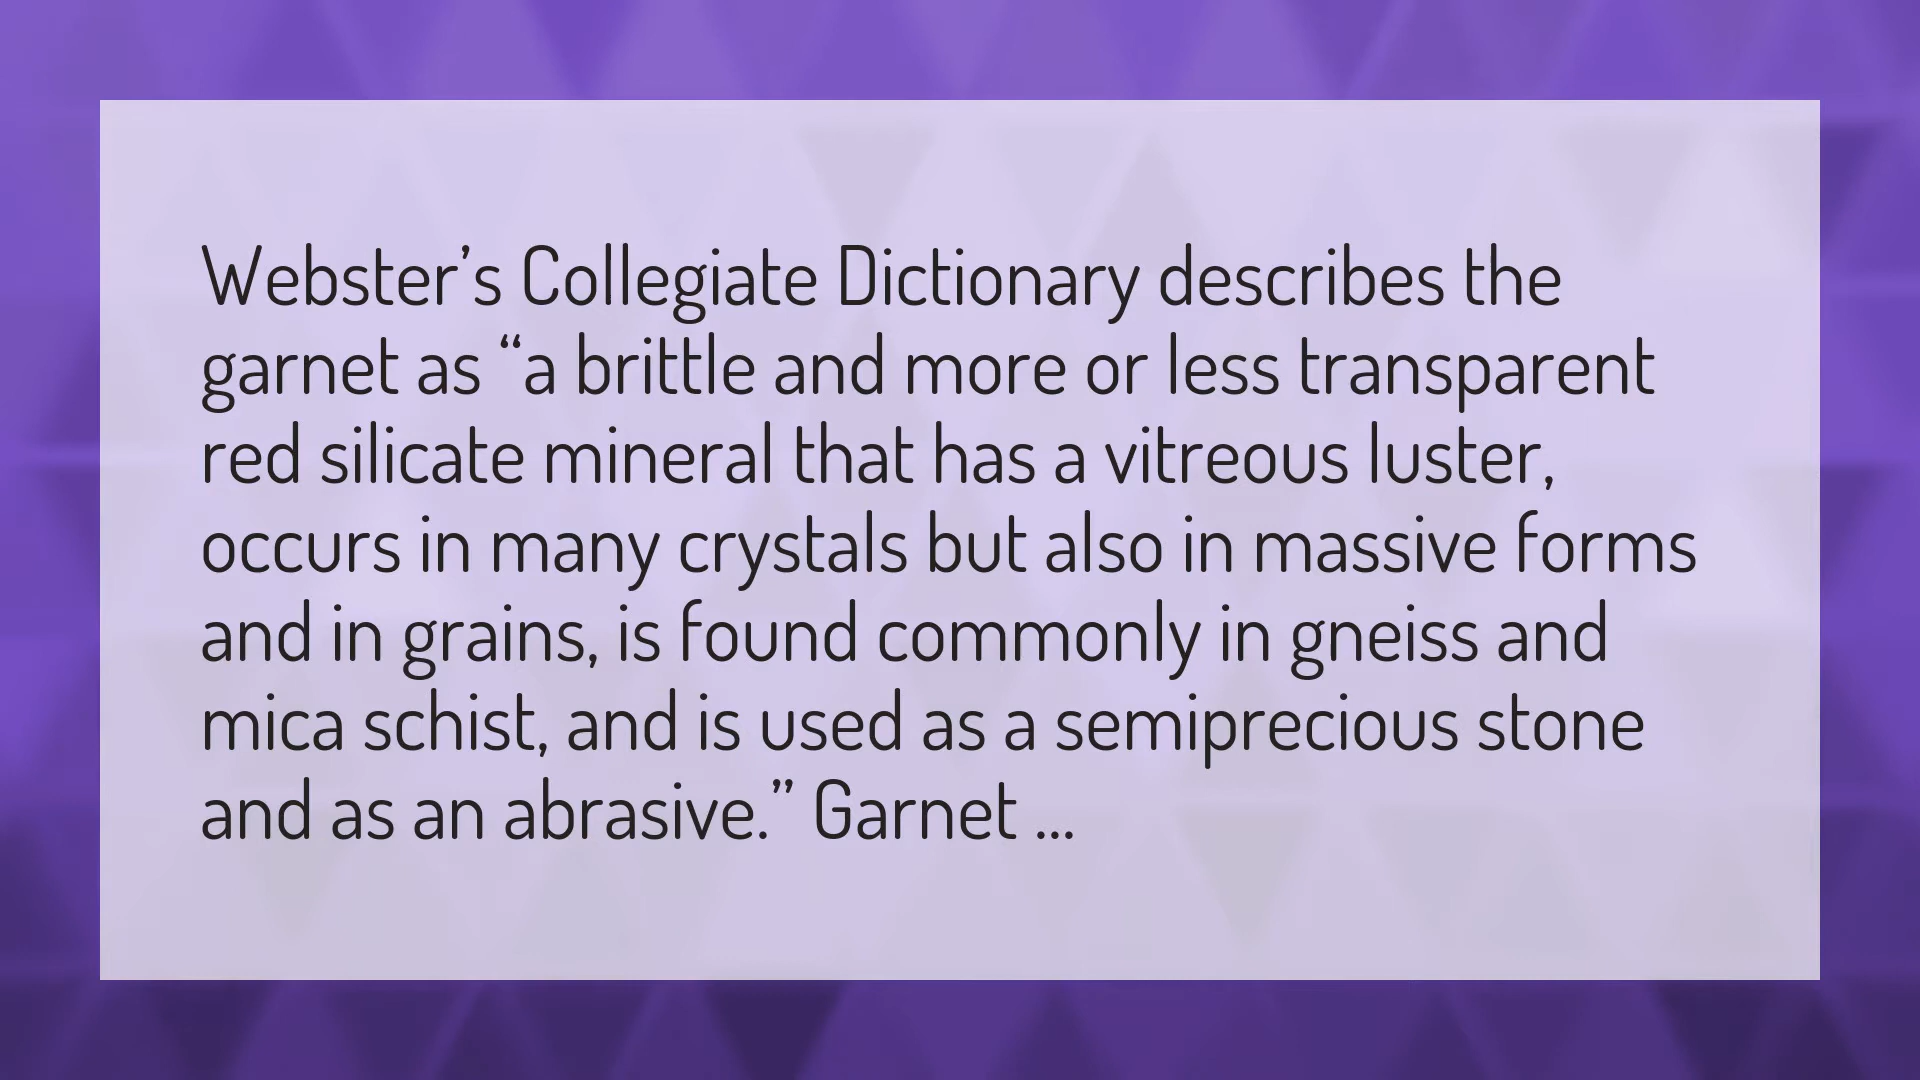 Webster’s Collegiate Dictionary describes the
garnet as “a brittle and more or less transparent
red silicate mineral that has a vitreous luster,
occurs in many crystals but also in massive forms
and in grains, is found commonly in gneiss and
mica schist, and is used as a semiprecious stone
and as an abrasive.” Garnet ...